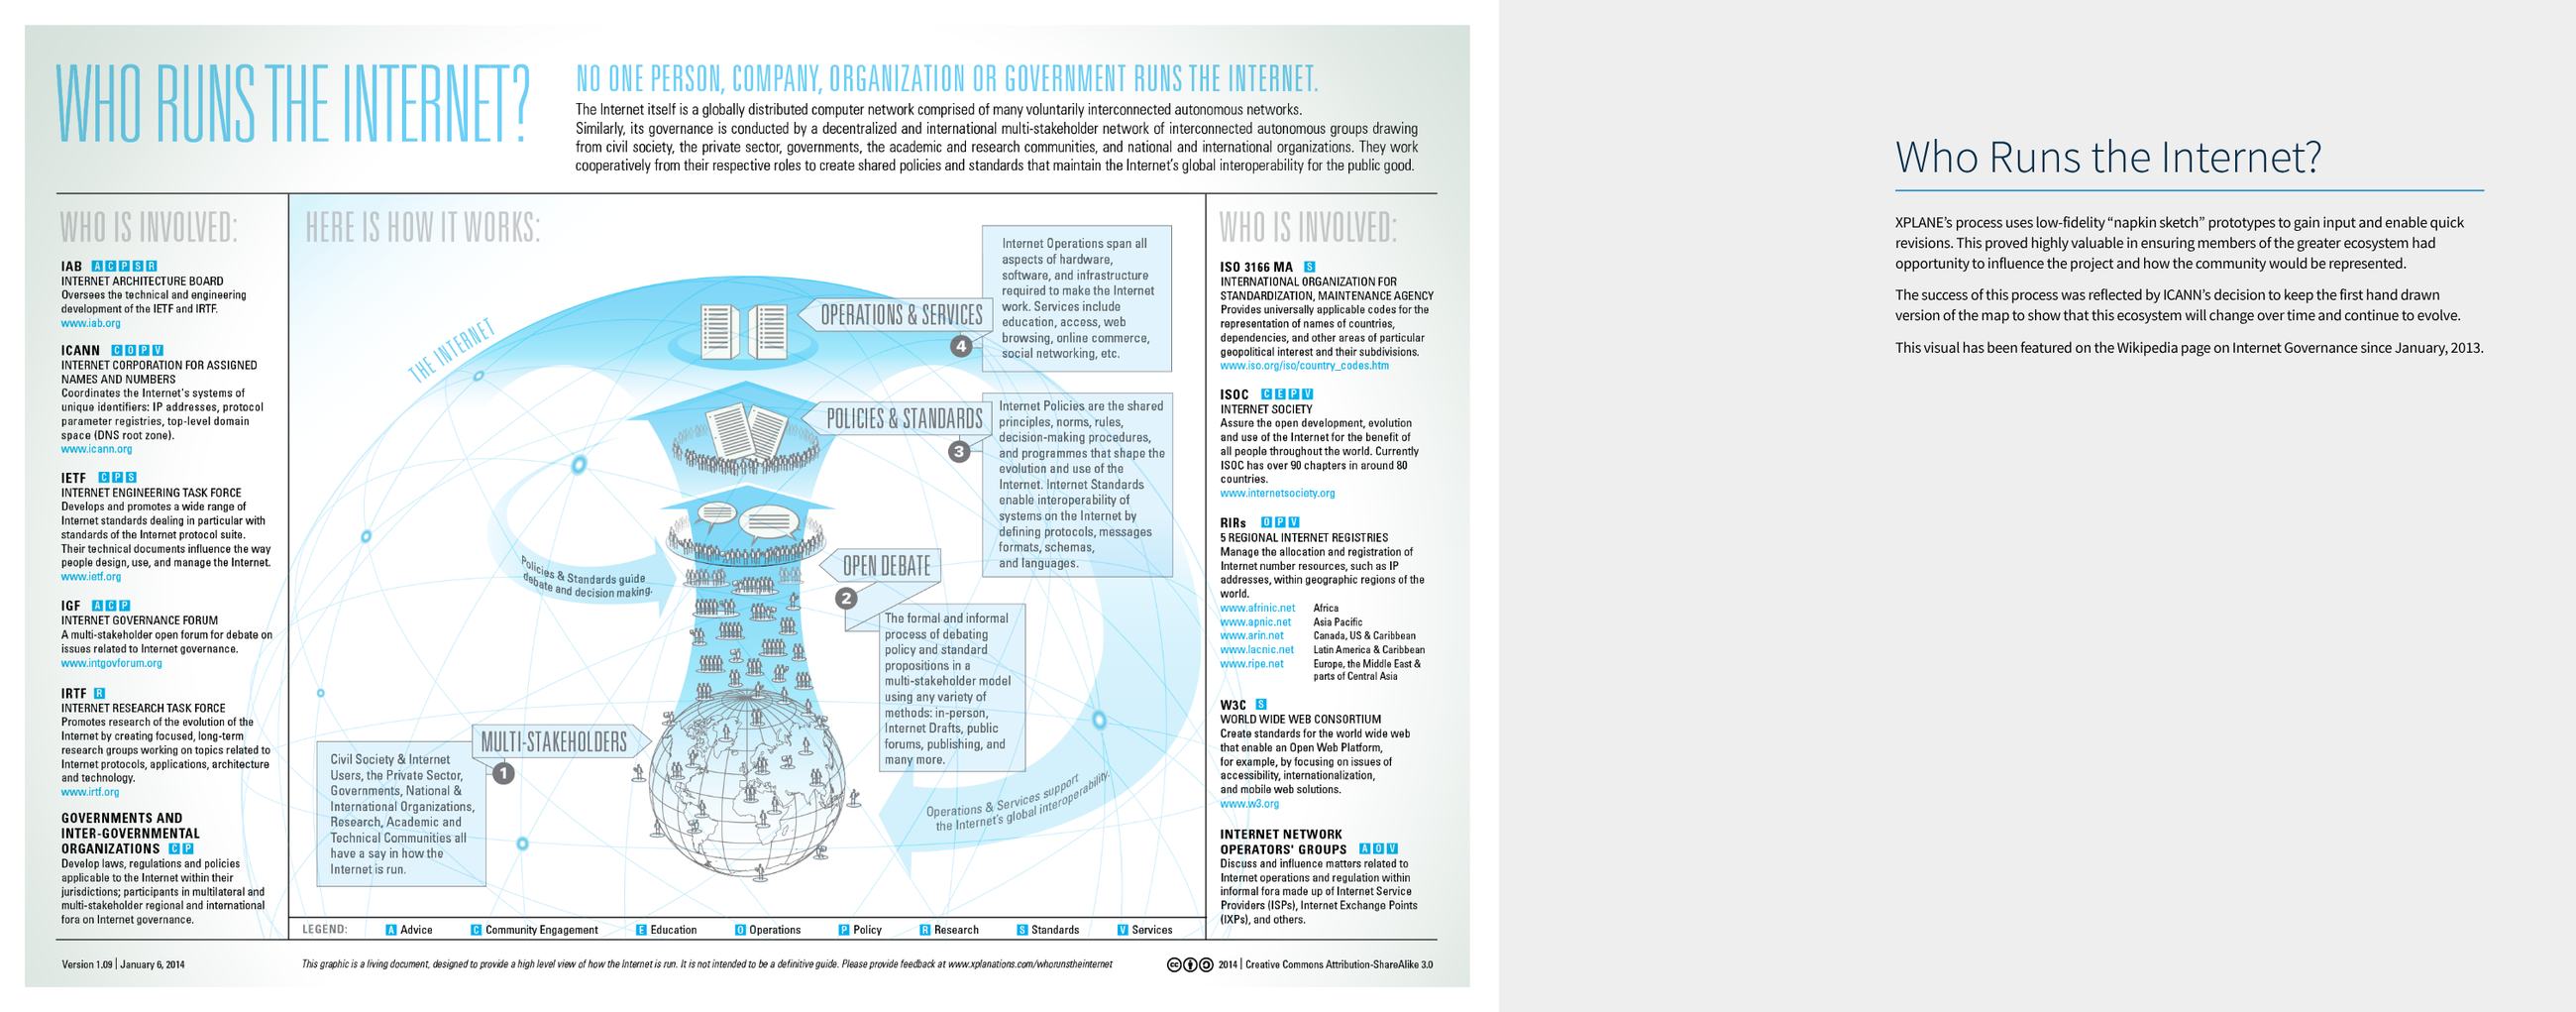 WHO RUNS THE INTERNET?
NO ONE PERSON, COMPANY, ORGANIZATION OR GOVERNMENT RUNS THE INTERNET.
The Internet itself is a globally distributed computer network comprised of many voluntarily interconnected autonomous networks.
Similarly, its governance is conducted by a decentralized and international multi-stakeholder network of interconnected autonomous groups drawing
from civil society, the private sector, governments, the academic and research communities, and national and international organizations. They work
cooperatively from their respective roles to create shared policies and standards that maintain the Internet's global interoperability for the public good.
WHO IS INVOLVED:
IAB A C P S R
INTERNET ARCHITECTURE BOARD
Oversees the technical and engineering
development of the IETF and IRTF.
www.iab.org
ICANN C O P V
INTERNET CORPORATION FOR ASSIGNED
NAMES AND NUMBERS
Coordinates the Internet's systems of
unique identifiers: IP addresses, protocol
parameter registries, top-level domain
space (DNS root zone).
www.icann.org
IETF C P S
INTERNET ENGINEERING TASK FORCE
Develops and promotes a wide range of
Internet standards dealing in particular with
standards of the Internet protocol suite.
Their technical documents influence the way
people design, use, and manage the Internet.
www.ietf.org
IGF A C P
INTERNET GOVERNANCE FORUM
A multi-stakeholder open forum for debate on
issues related to Internet governance.
www.intgovforum.org
IRTF R
INTERNET RESEARCH TASK FORCE
Promotes research of the evolution of the
Internet by creating focused, long-term
research groups working on topics related to
Internet protocols, applications, architecture
and technology.
www.irtf.org
GOVERNMENTS AND
INTER-GOVERNMENTAL
ORGANIZATIONS C P
Develop laws, regulations and policies
applicable to the Internet within their
jurisdictions; participants in multilateral and
multi-stakeholder regional and international
fora on Internet governance.
HERE IS HOW IT WORKS:
THE INTERNET
OPERATIONS & SERVICES
4
Internet Operations span all
aspects of hardware,
software, and infrastructure
required to make the Internet
work. Services include
education, access, web
browsing, online commerce,
social networking, etc.
POLICIES & STANDARDS
3
Internet Policies are the shared
principles, norms, rules,
decision-making procedures,
and programmes that shape the
evolution and use of the
Internet. Internet Standards
enable interoperability of
systems on the Internet by
defining protocols, messages
formats, schemas,
and languages.
Policies & Standards guide
debate and decision making.
OPEN DEBATE
2
The formal and informal
process of debating
policy and standard
propositions in a
multi-stakeholder model
using any variety of
methods: in-person,
Internet Drafts, public
forums, publishing, and
many more.
MULTI-STAKEHOLDERS
1
Civil Society & Internet
Users, the Private Sector,
Governments, National &
International Organizations,
Research, Academic and
Technical Communities all
have a say in how the
Internet is run.
Operations & Services support
the Internet's global interoperability.
LEGEND: A Advice C Community Engagement E Education O Operations P Policy R Research S Standards V Services
WHO IS INVOLVED:
ISO 3166 MA S
INTERNATIONAL ORGANIZATION FOR
STANDARDIZATION, MAINTENANCE AGENCY
Provides universally applicable codes for the
representation of names of countries,
dependencies, and other areas of particular
geopolitical interest and their subdivisions.
www.iso.org/iso/country_codes.htm
ISOC C E P V
INTERNET SOCIETY
Assure the open development, evolution
and use of the Internet for the benefit of
all people throughout the world. Currently
ISOC has over 90 chapters in around 80
countries.
www.internetsociety.org
RIRs O P V
5 REGIONAL INTERNET REGISTRIES
Manage the allocation and registration of
Internet number resources, such as IP
addresses, within geographic regions of the
world.
www.afrinic.net Africa
www.apnic.net Asia Pacific
www.arin.net Canada, US & Caribbean
www.lacnic.net Latin America & Caribbean
www.ripe.net Europe, the Middle East &
parts of Central Asia
W3C S
WORLD WIDE WEB CONSORTIUM
Create standards for the world wide web
that enable an Open Web Platform,
for example, by focusing on issues of
accessibility, internationalization,
and mobile web solutions.
www.w3.org
INTERNET NETWORK
OPERATORS' GROUPS A O V
Discuss and influence matters related to
Internet operations and regulation within
informal fora made up of Internet Service
Providers (ISPs), Internet Exchange Points
(IXPs), and others.
Version 1.09 | January 6, 2014
This graphic is a living document, designed to provide a high level view of how the Internet is run. It is not intended to be a definitive guide. Please provide feedback at www.xplanations.com/whorunstheinternet
cc 2014 | Creative Commons Attribution-ShareAlike 3.0
Who Runs the Internet?
XPLANE's process uses low-fidelity “napkin sketch” prototypes to gain input and enable quick
revisions. This proved highly valuable in ensuring members of the greater ecosystem had
opportunity to influence the project and how the community would be represented.
The success of this process was reflected by ICANN's decision to keep the first hand drawn
version of the map to show that this ecosystem will change over time and continue to evolve.
This visual has been featured on the Wikipedia page on Internet Governance since January, 2013.